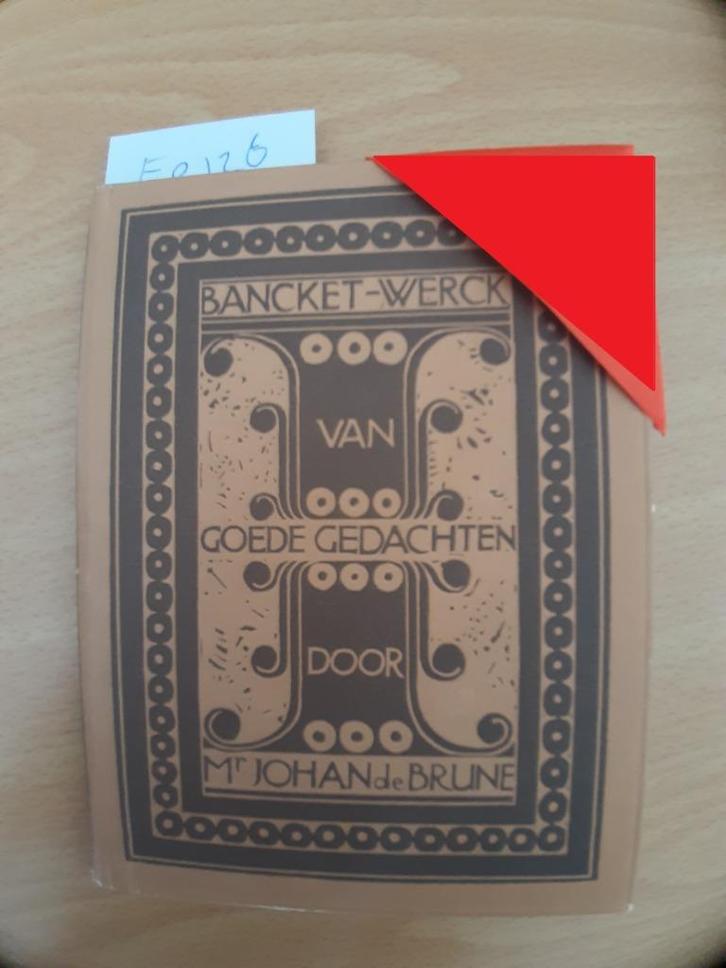 BANCKET-WERCK
VAN
GOEDE GEDACHTEN
DOOR
Mr JOHAN de BRUNE